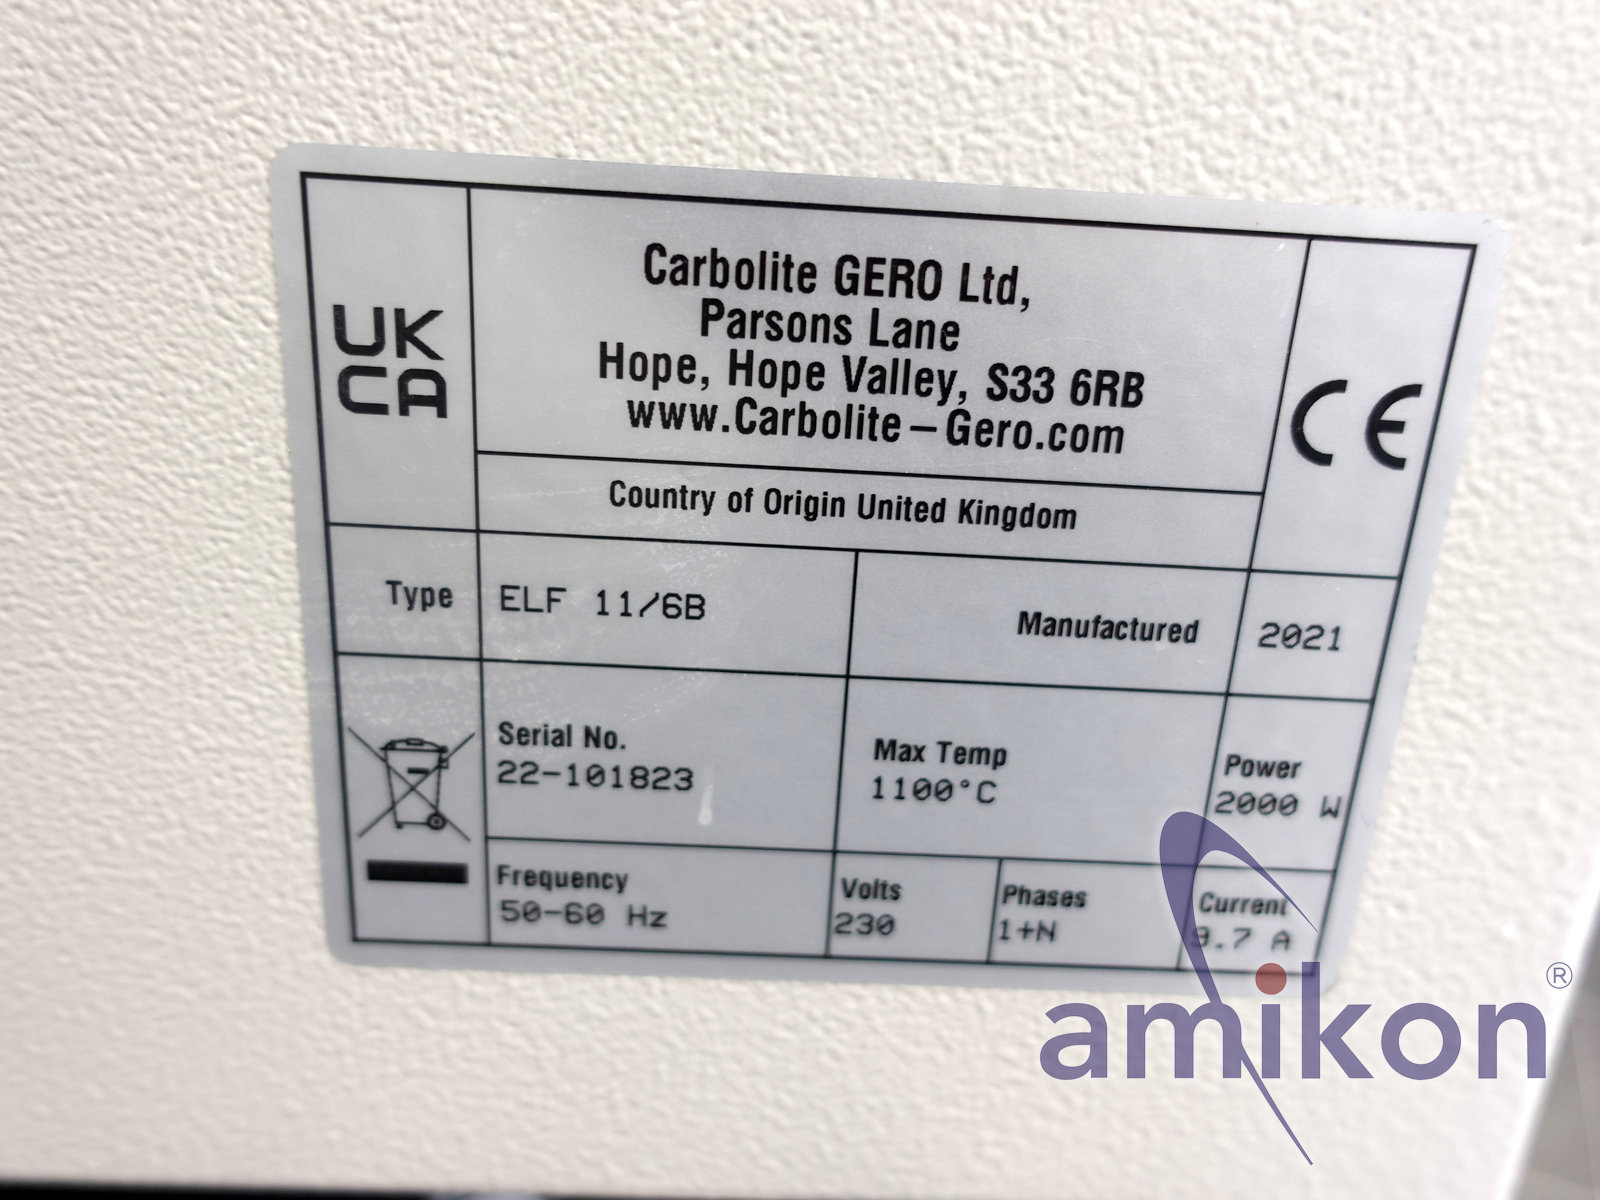 UK
CA
Carbolite GERO Ltd,
Parsons Lane
Hope, Hope Valley, S33 6RB
www.Carbolite-Gero.com
CE
Country of Origin United Kingdom
Type ELF 11/6B
Manufactured 2021
Serial No.
22-101823
Max Temp
1100°C
Power
2000 W
Frequency
50-60 Hz
Volts
230
Phases
1+N
Current
9.7 A
amikon®